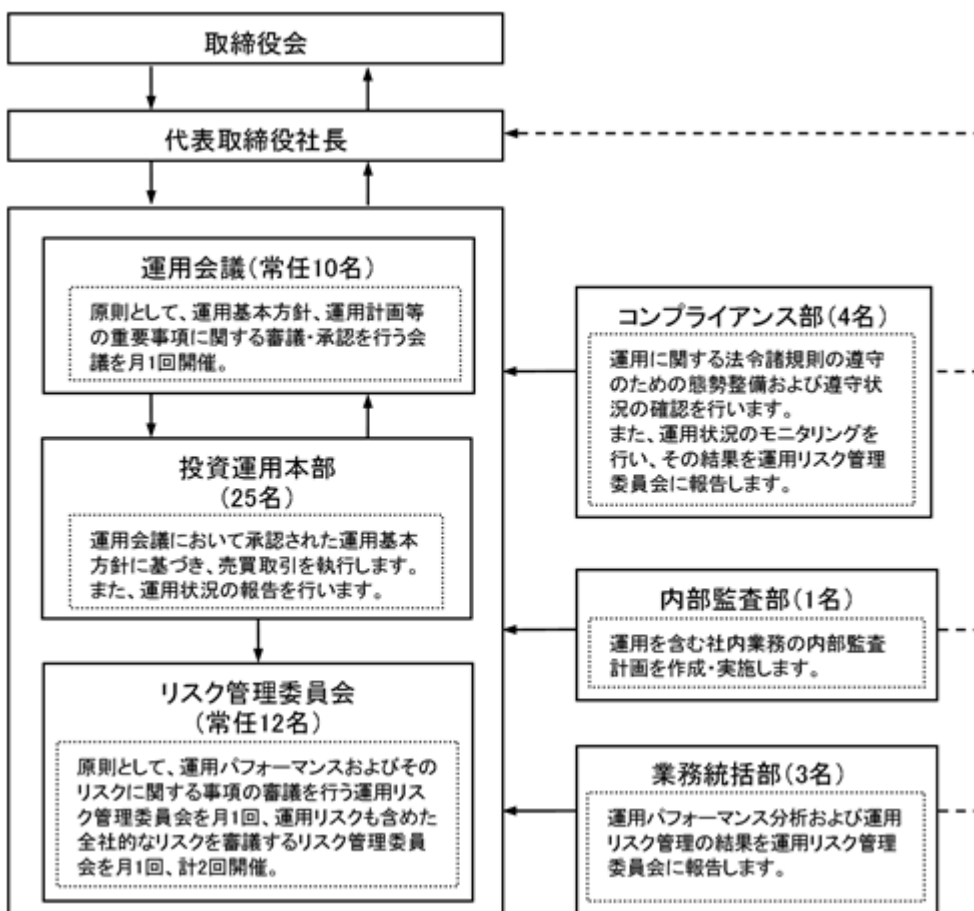 取締役会
代表取締役社長
運用会議(常任10名)
原則として、運用基本方針、運用計画等
の重要事項に関する審議・承認を行う会
議を月1回開催。
投資運用本部
(25名)
運用会議において承認された運用基本
方針に基づき、売買取引を執行します。
また、運用状況の報告を行います。
リスク管理委員会
(常任12名)
原則として、運用パフォーマンスおよびその
リスクに関する事項の審議を行う運用リス
ク管理委員会を月1回、運用リスクも含めた
全社的なリスクを審議するリスク管理委員
会を月1回、計2回開催。
コンプライアンス部(4名)
運用に関する法令諸規則の遵守
のための態勢整備および遵守状
況の確認を行います。
また、運用状況のモニタリングを
行い、その結果を運用リスク管理
委員会に報告します。
内部監査部(1名)
運用を含む社内業務の内部監査
計画を作成・実施します。
業務統括部(3名)
運用パフォーマンス分析および運用
リスク管理の結果を運用リスク管理
委員会に報告します。